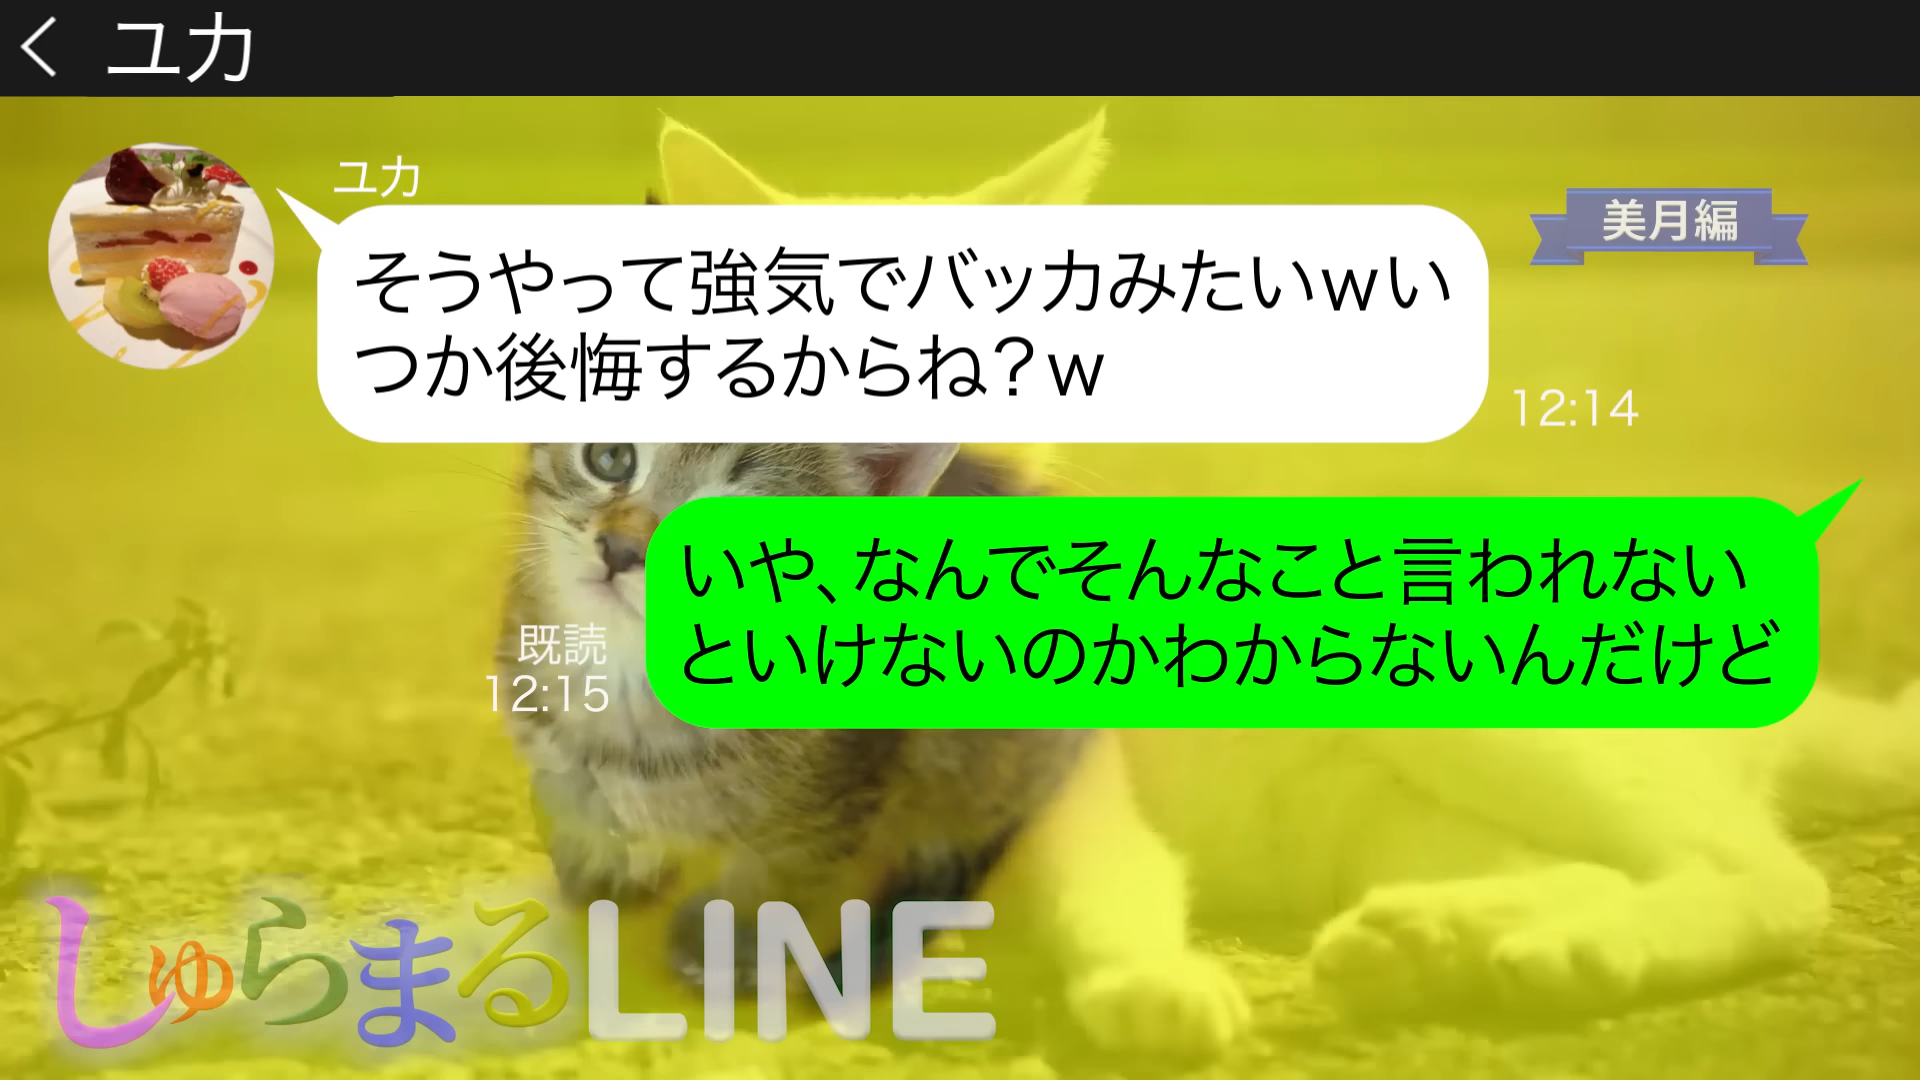 ユカ
ユカ
美月編
そうやって強気でバッカみたいwい
つか後悔するからね？w
12:14
いや、なんでそんなこと言われない
といけないのかわからないんだけど
既読
12:15
しゅらまるLINE